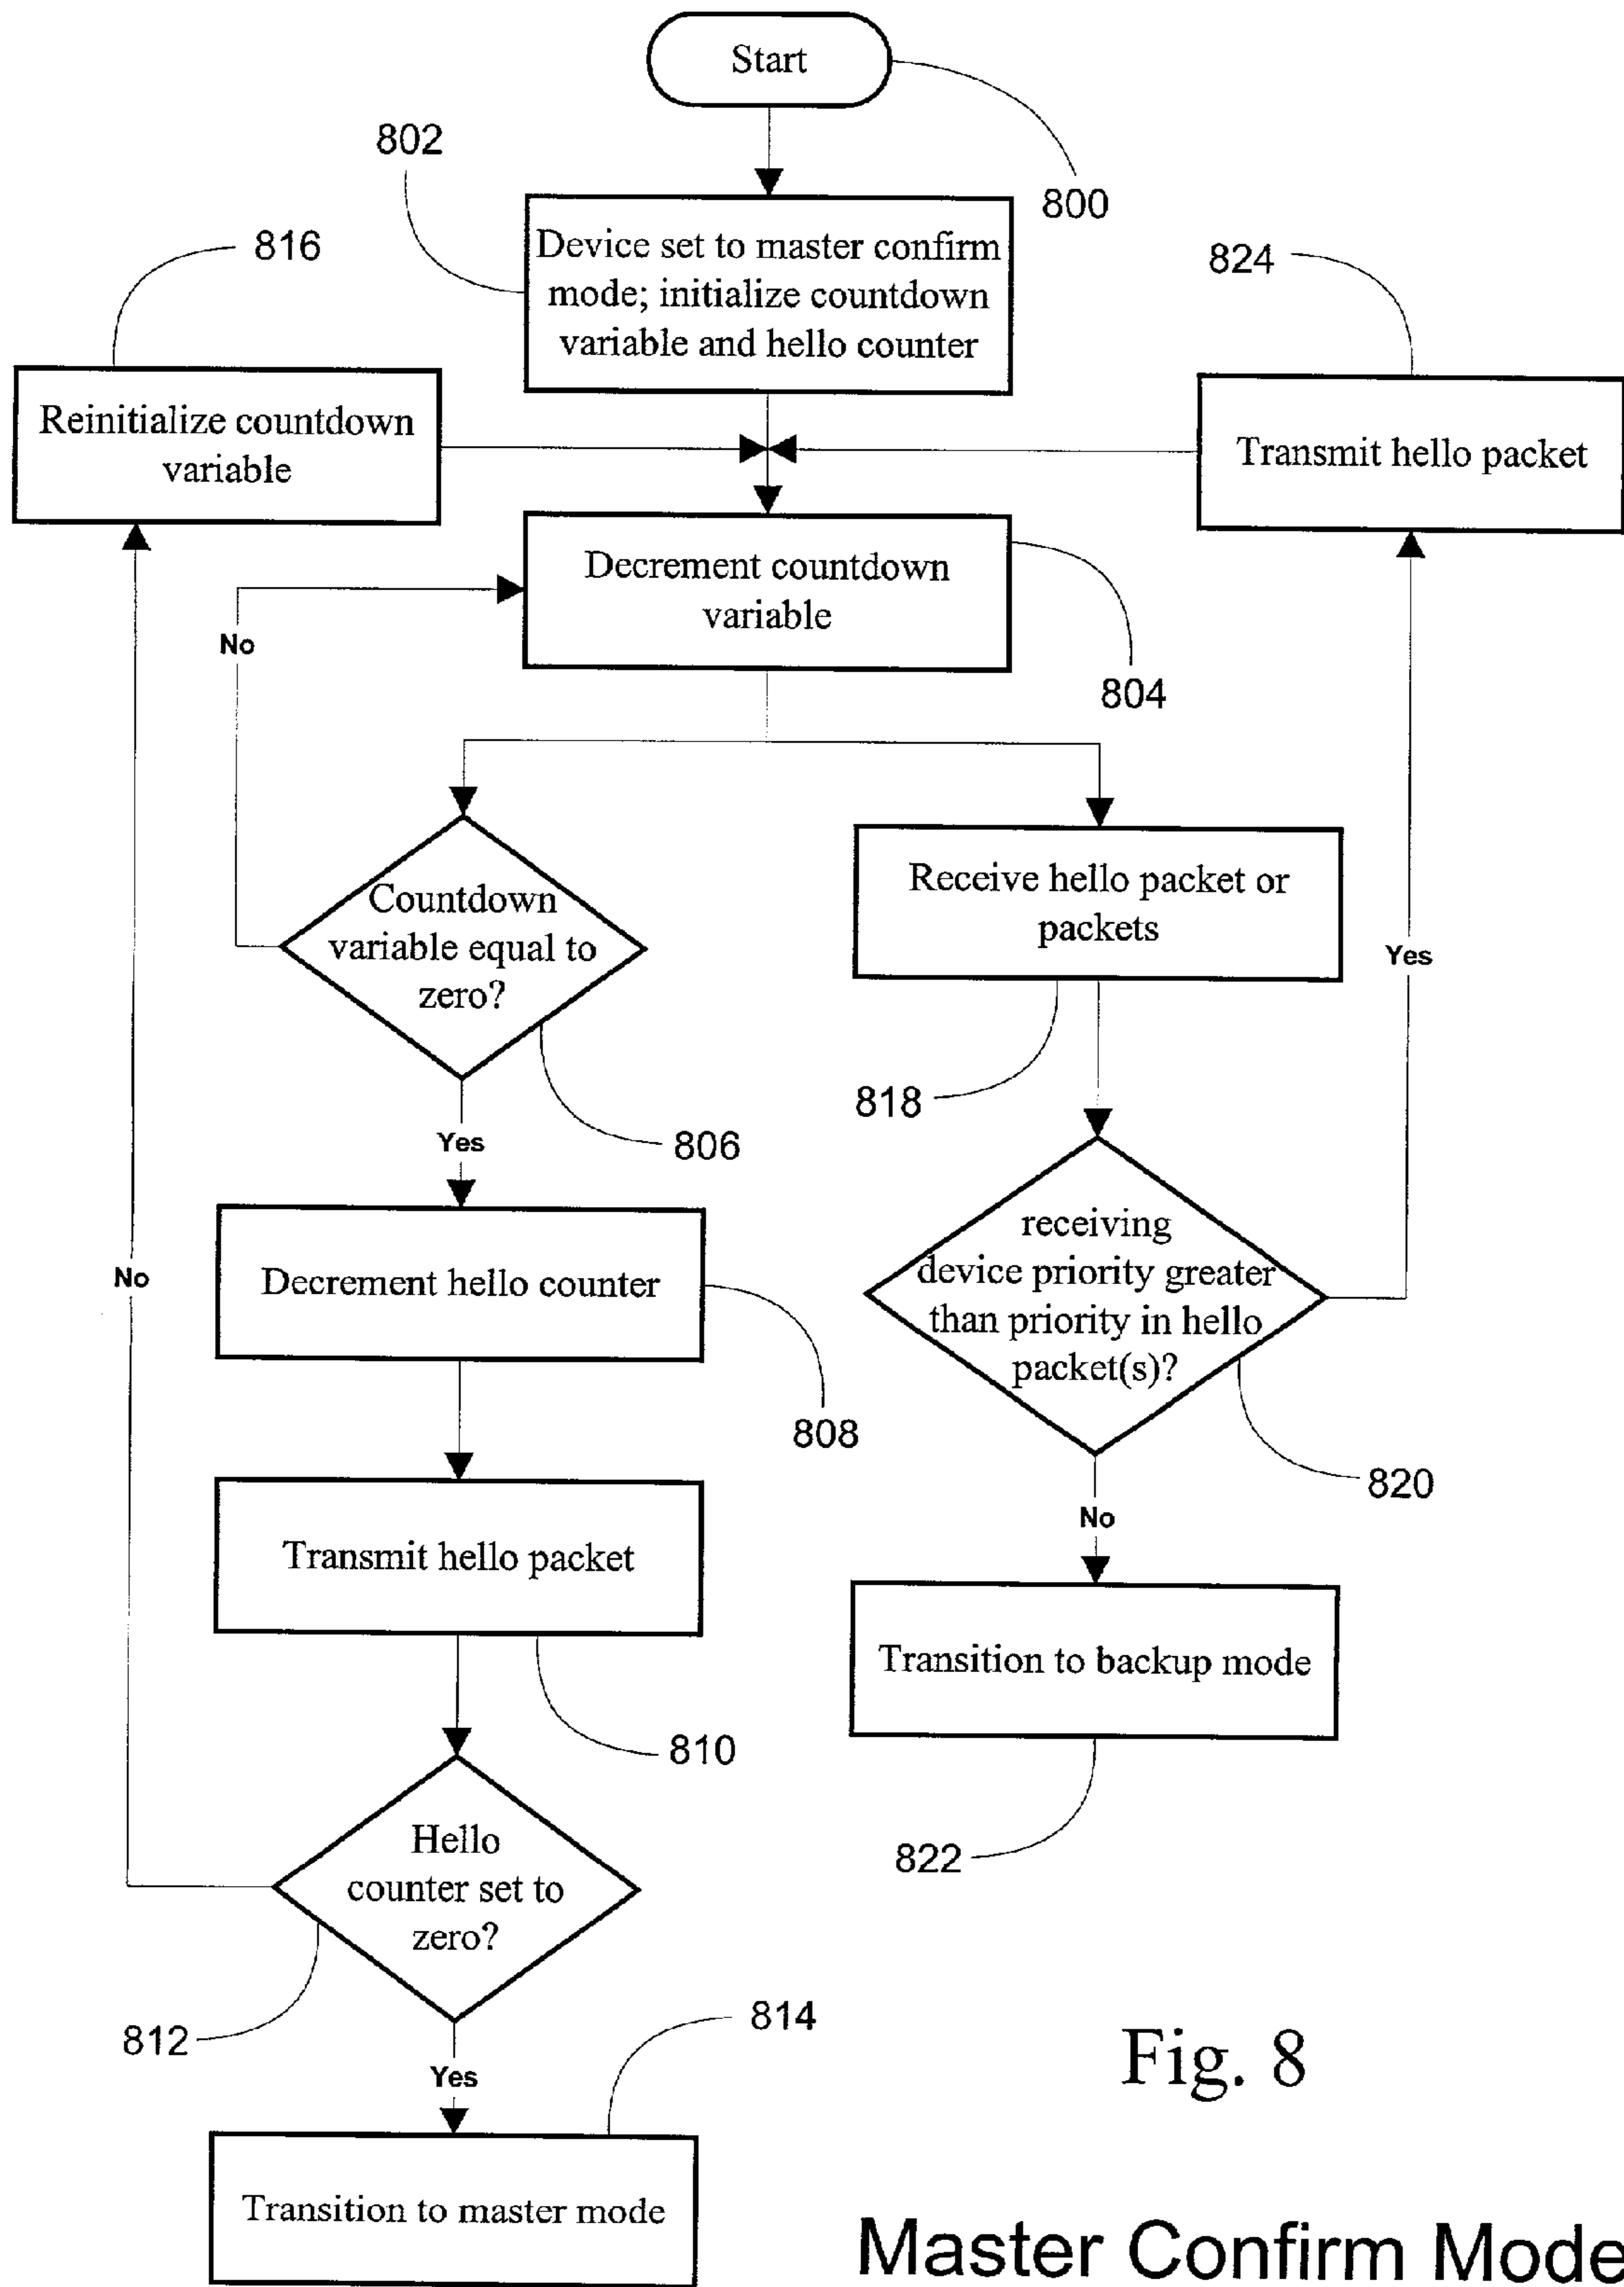 Start
800
802
Device set to master confirm
mode; initialize countdown
variable and hello counter
816
824
Reinitialize countdown
variable
Transmit hello packet
Decrement countdown
variable
804
No
Countdown
variable equal to
zero?
806
Yes
Receive hello packet or
packets
818
Yes
Decrement hello counter
808
receiving
device priority greater
than priority in hello
packet(s)?
820
No
No
Transmit hello packet
810
Transition to backup mode
822
Hello
counter set to
zero?
812
Yes
814
Transition to master mode
Fig. 8
Master Confirm Mode